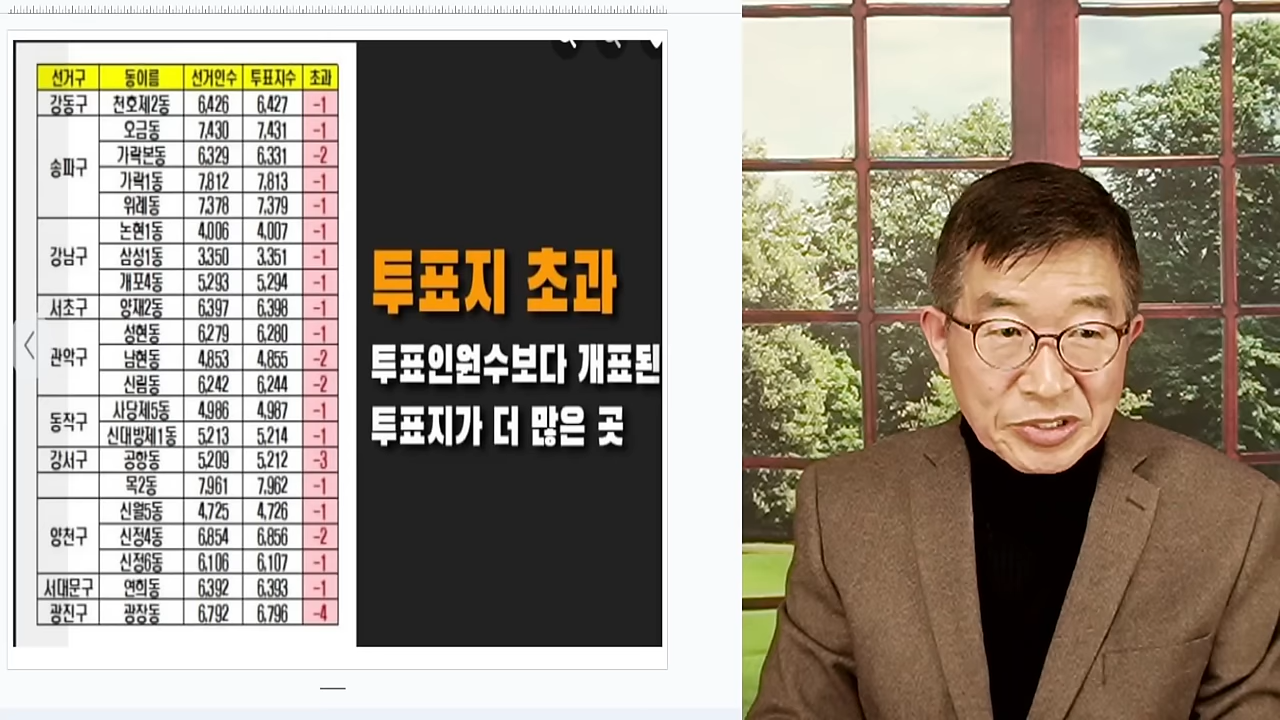 선거구 동이름 선거인수 투표지수 초과
강동구 천호제2동 6,426 6,427 -1
송파구 오금동 7,430 7,431 -1
가락본동 6,329 6,331 -2
가락1동 7,812 7,813 -1
위례동 7,378 7,379 -1
강남구 논현1동 4,006 4,007 -1
삼성1동 3,350 3,351 -1
개포4동 5,293 5,294 -1
서초구 양재2동 6,397 6,398 -1
관악구 성현동 6,279 6,280 -1
남현동 4,853 4,855 -2
신림동 6,242 6,244 -2
동작구 사당제5동 4,986 4,987 -1
신대방제1동 5,213 5,214 -1
강서구 공항동 5,209 5,212 -3
목2동 7,961 7,962 -1
양천구 신월5동 4,725 4,726 -1
신정4동 6,854 6,856 -2
신정6동 6,106 6,107 -1
서대문구 연희동 6,392 6,393 -1
광진구 광장동 6,792 6,796 -4
투표지 초과
투표인원수보다 개표된
투표지가 더 많은 곳